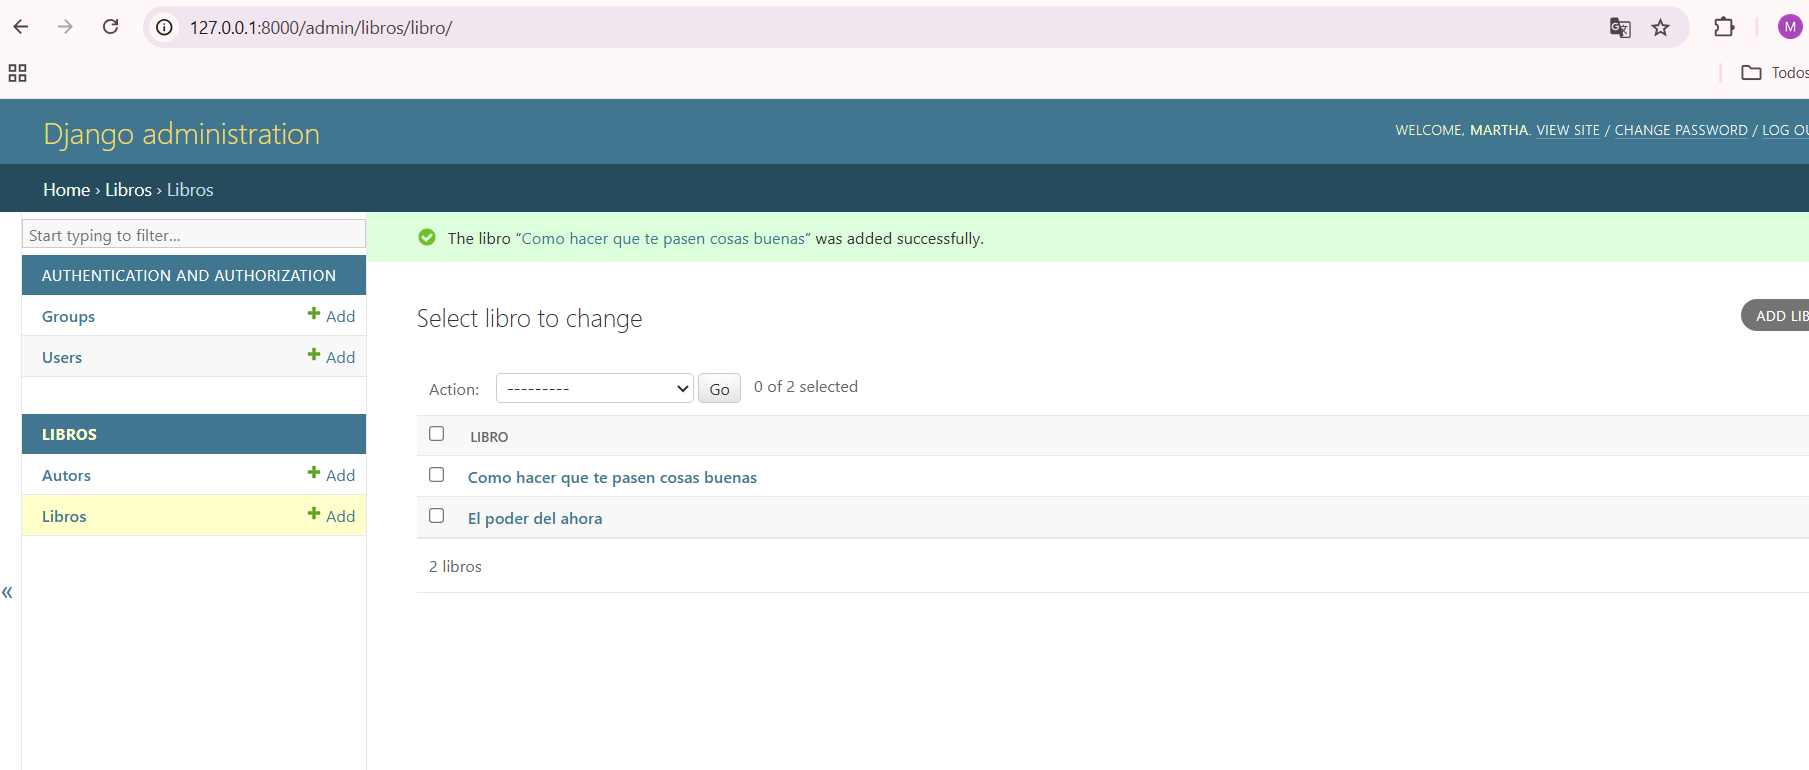 127.0.0.1:8000/admin/libros/libro/
M
Todos
Django administration
WELCOME, MARTHA. VIEW SITE / CHANGE PASSWORD / LOG OU
Home › Libros › Libros
Start typing to filter...
The libro “Como hacer que te pasen cosas buenas” was added successfully.
AUTHENTICATION AND AUTHORIZATION
Groups Add
Users Add
LIBROS
Autors Add
Libros Add
Select libro to change
ADD LIB
Action: --------- Go 0 of 2 selected
LIBRO
Como hacer que te pasen cosas buenas
El poder del ahora
2 libros
«